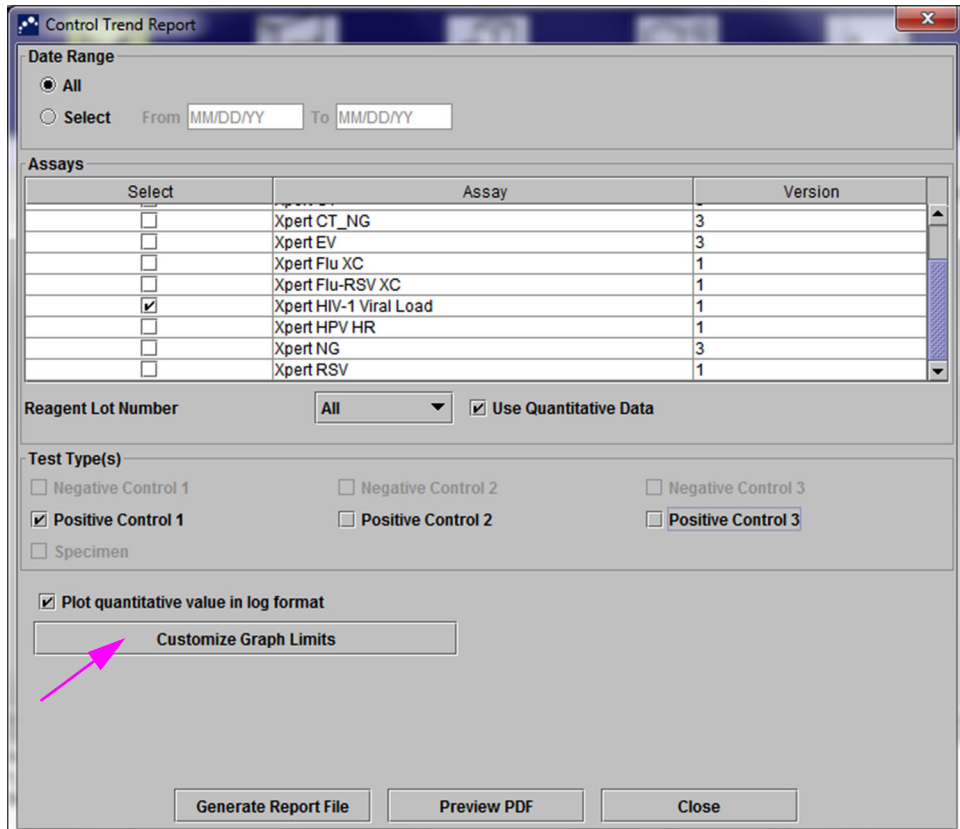 Control Trend Report
Date Range
All
Select From MM/DD/YY To MM/DD/YY
Assays
Select Assay Version
Xpert CT_NG 3
Xpert EV 3
Xpert Flu XC 1
Xpert Flu-RSV XC 1
Xpert HIV-1 Viral Load 1
Xpert HPV HR 1
Xpert NG 3
Xpert RSV 1
Reagent Lot Number All Use Quantitative Data
Test Type(s)
Negative Control 1 Negative Control 2 Negative Control 3
Positive Control 1 Positive Control 2 Positive Control 3
Specimen
Plot quantitative value in log format
Customize Graph Limits
Generate Report File Preview PDF Close